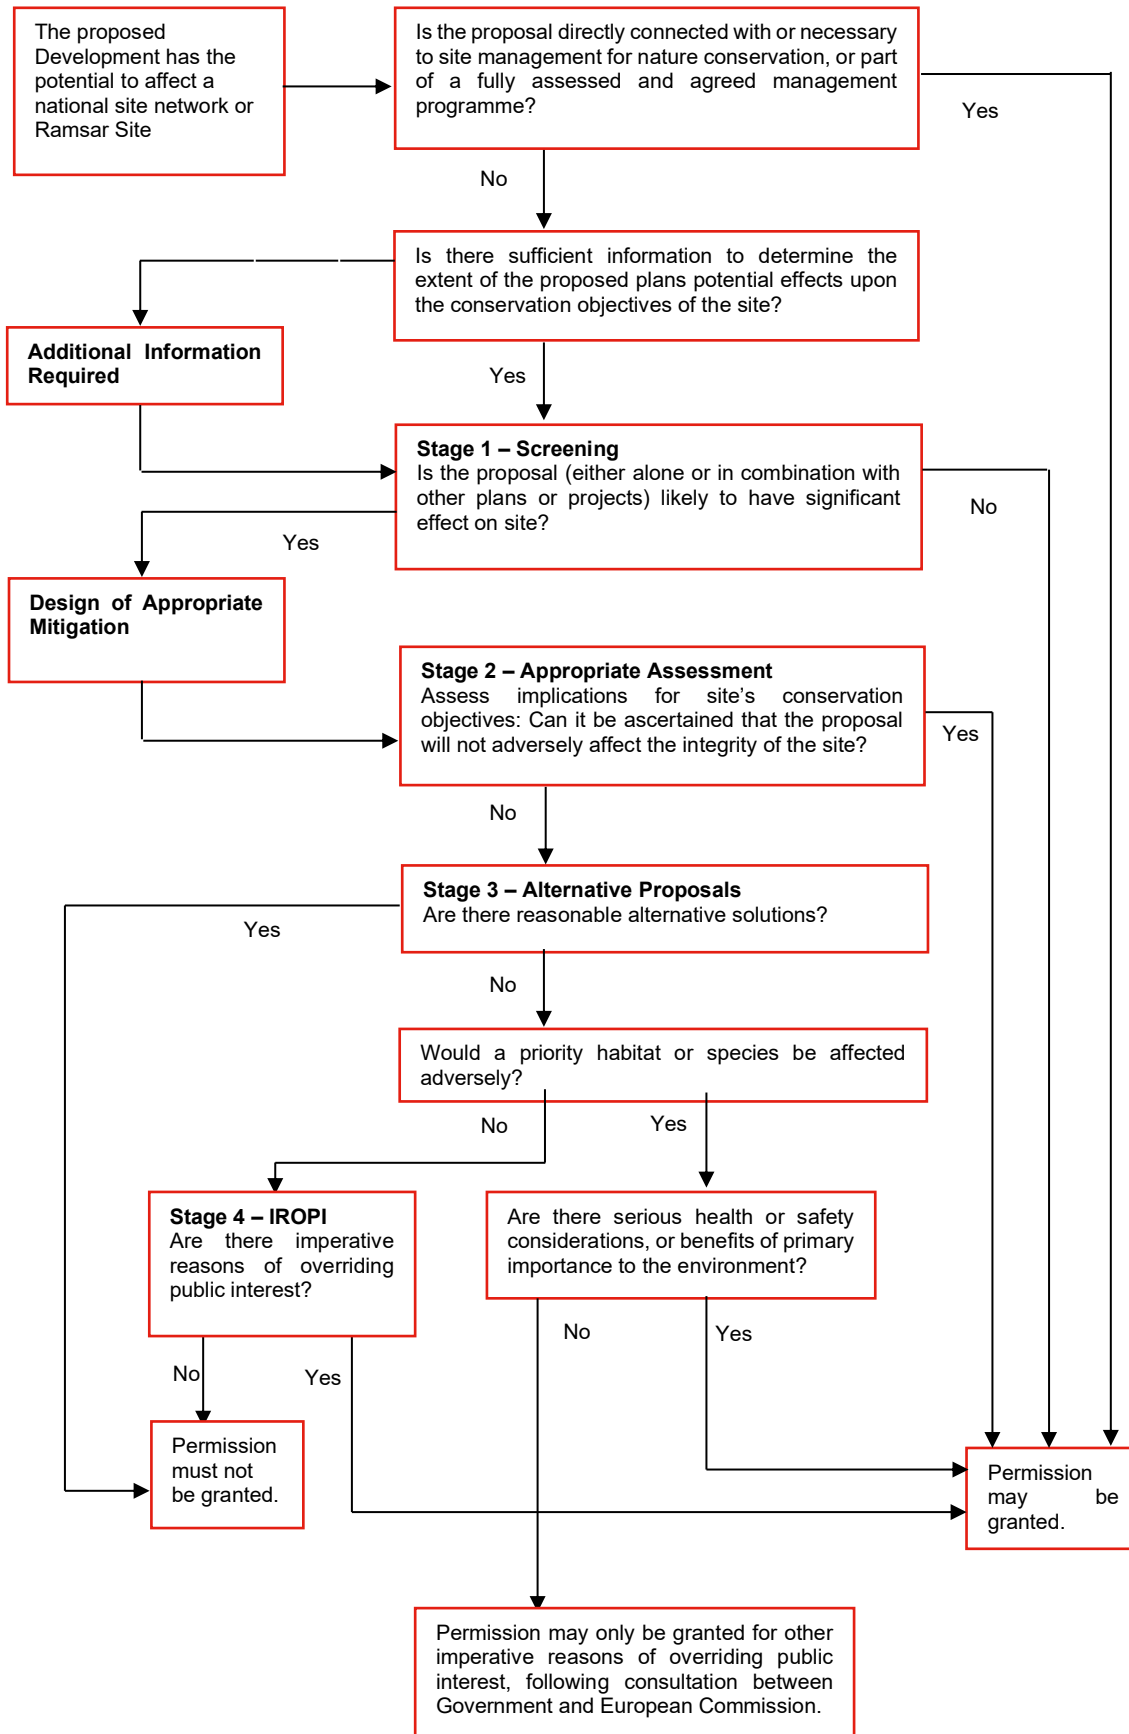 The proposed
Development has the
potential to affect a
national site network or
Ramsar Site
Is the proposal directly connected with or necessary
to site management for nature conservation, or part
of a fully assessed and agreed management
programme?
Yes
No
Is there sufficient information to determine the
extent of the proposed plans potential effects upon
the conservation objectives of the site?
Additional Information
Required
Yes
Stage 1 – Screening
Is the proposal (either alone or in combination with
other plans or projects) likely to have significant
effect on site?
No
Yes
Design of Appropriate
Mitigation
Stage 2 – Appropriate Assessment
Assess implications for site's conservation
objectives: Can it be ascertained that the proposal
will not adversely affect the integrity of the site?
Yes
No
Stage 3 – Alternative Proposals
Are there reasonable alternative solutions?
Yes
No
Would a priority habitat or species be affected
adversely?
No
Yes
Stage 4 – IROPI
Are there imperative
reasons of overriding
public interest?
Are there serious health or safety
considerations, or benefits of primary
importance to the environment?
No
Yes
No
Yes
Permission
must not
be granted.
Permission
may be
granted.
Permission may only be granted for other
imperative reasons of overriding public
interest, following consultation between
Government and European Commission.